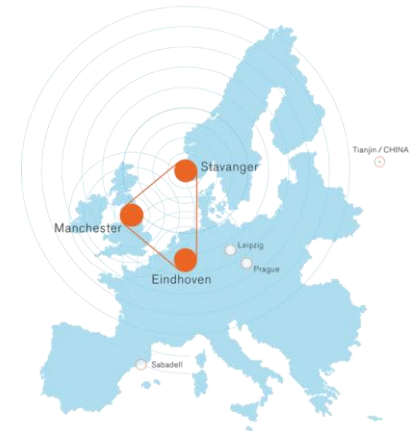 Tianjin / CHINA
Stavanger
Manchester
Leipzig
Prague
Eindhoven
Sabadell